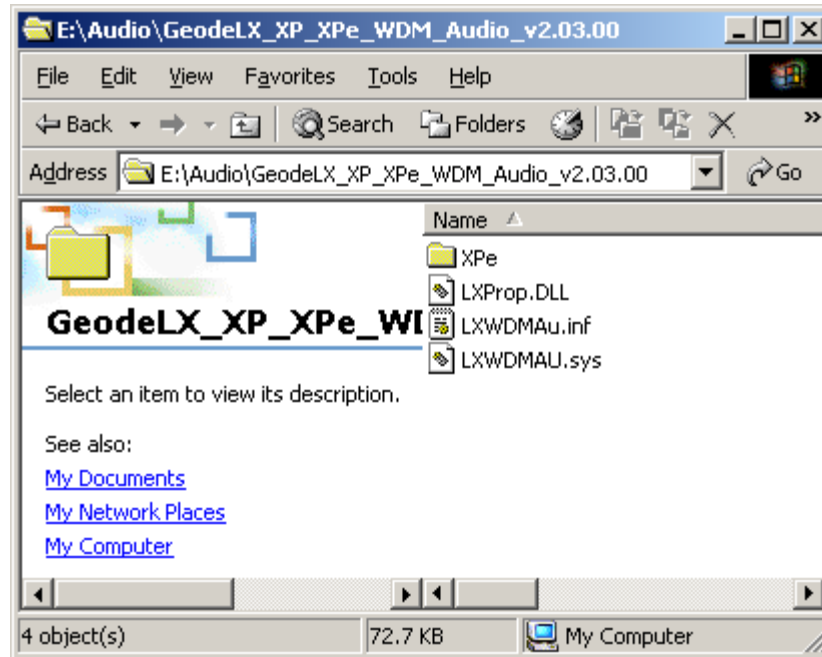 E:\Audio\GeodeLX_XP_XPe_WDM_Audio_v2.03.00
File Edit View Favorites Tools Help
Back Search Folders »
Address E:\Audio\GeodeLX_XP_XPe_WDM_Audio_v2.03.00 Go
Name
XPe
LXProp.DLL
LXWDMAu.inf
LXWDMAU.sys
GeodeLX_XP_XPe_WI
Select an item to view its description.
See also:
My Documents
My Network Places
My Computer
4 object(s) 72.7 KB My Computer